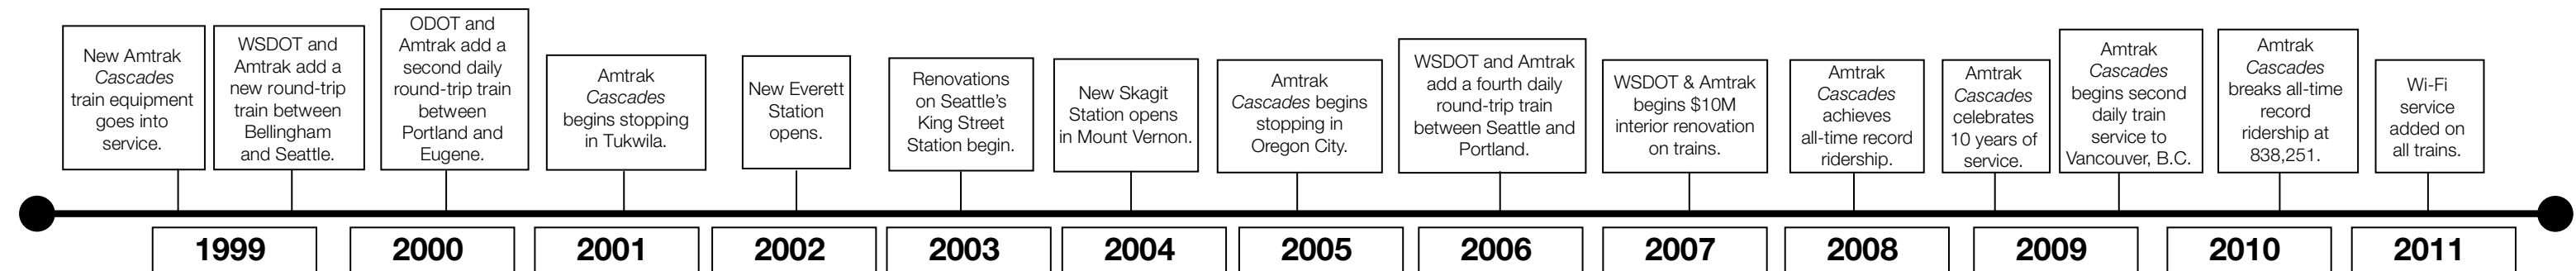 New Amtrak
Cascades
train equipment
goes into
service.
WSDOT and
Amtrak add a
new round-trip
train between
Bellingham
and Seattle.
ODOT and
Amtrak add a
second daily
round-trip train
between
Portland and
Eugene.
Amtrak
Cascades
begins stopping
in Tukwila.
New Everett
Station
opens.
Renovations
on Seattle’s
King Street
Station begin.
New Skagit
Station opens
in Mount Vernon.
Amtrak
Cascades begins
stopping in
Oregon City.
WSDOT and Amtrak
add a fourth daily
round-trip train
between Seattle and
Portland.
WSDOT & Amtrak
begins $10M
interior renovation
on trains.
Amtrak
Cascades
achieves
all-time record
ridership.
Amtrak
Cascades
celebrates
10 years of
service.
Amtrak
Cascades
begins second
daily train
service to
Vancouver, B.C.
Amtrak
Cascades
breaks all-time
record
ridership at
838,251.
Wi-Fi
service
added on
all trains.
1999
2000
2001
2002
2003
2004
2005
2006
2007
2008
2009
2010
2011